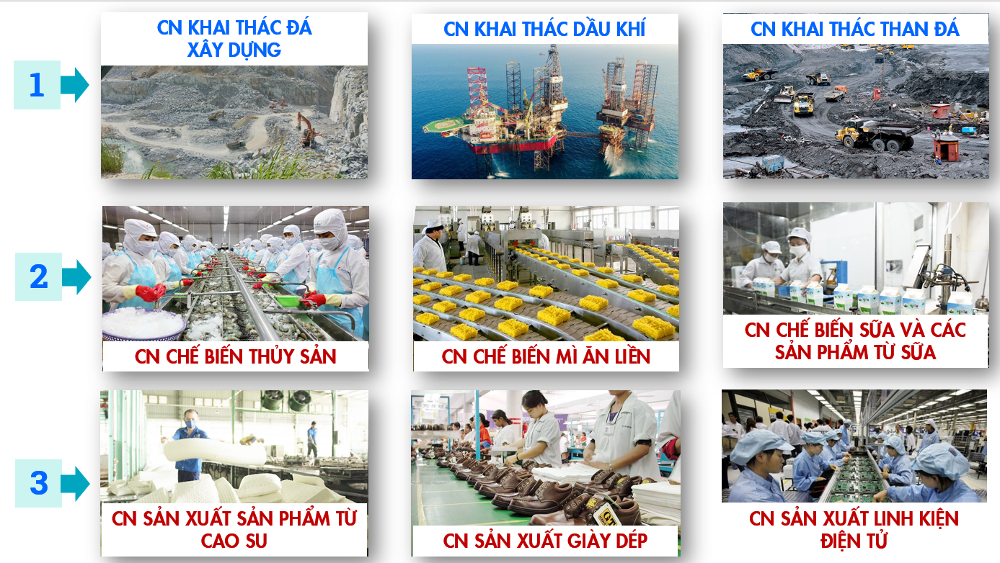 1
CN KHAI THÁC ĐÁ
XÂY DỰNG
CN KHAI THÁC DẦU KHÍ
CN KHAI THÁC THAN ĐÁ
2
CN CHẾ BIẾN THỦY SẢN
CN CHẾ BIẾN MÌ ĂN LIỀN
CN CHẾ BIẾN SỮA VÀ CÁC
SẢN PHẨM TỪ SỮA
3
CN SẢN XUẤT SẢN PHẨM TỪ
CAO SU
CN SẢN XUẤT GIÀY DÉP
CN SẢN XUẤT LINH KIỆN
ĐIỆN TỬ